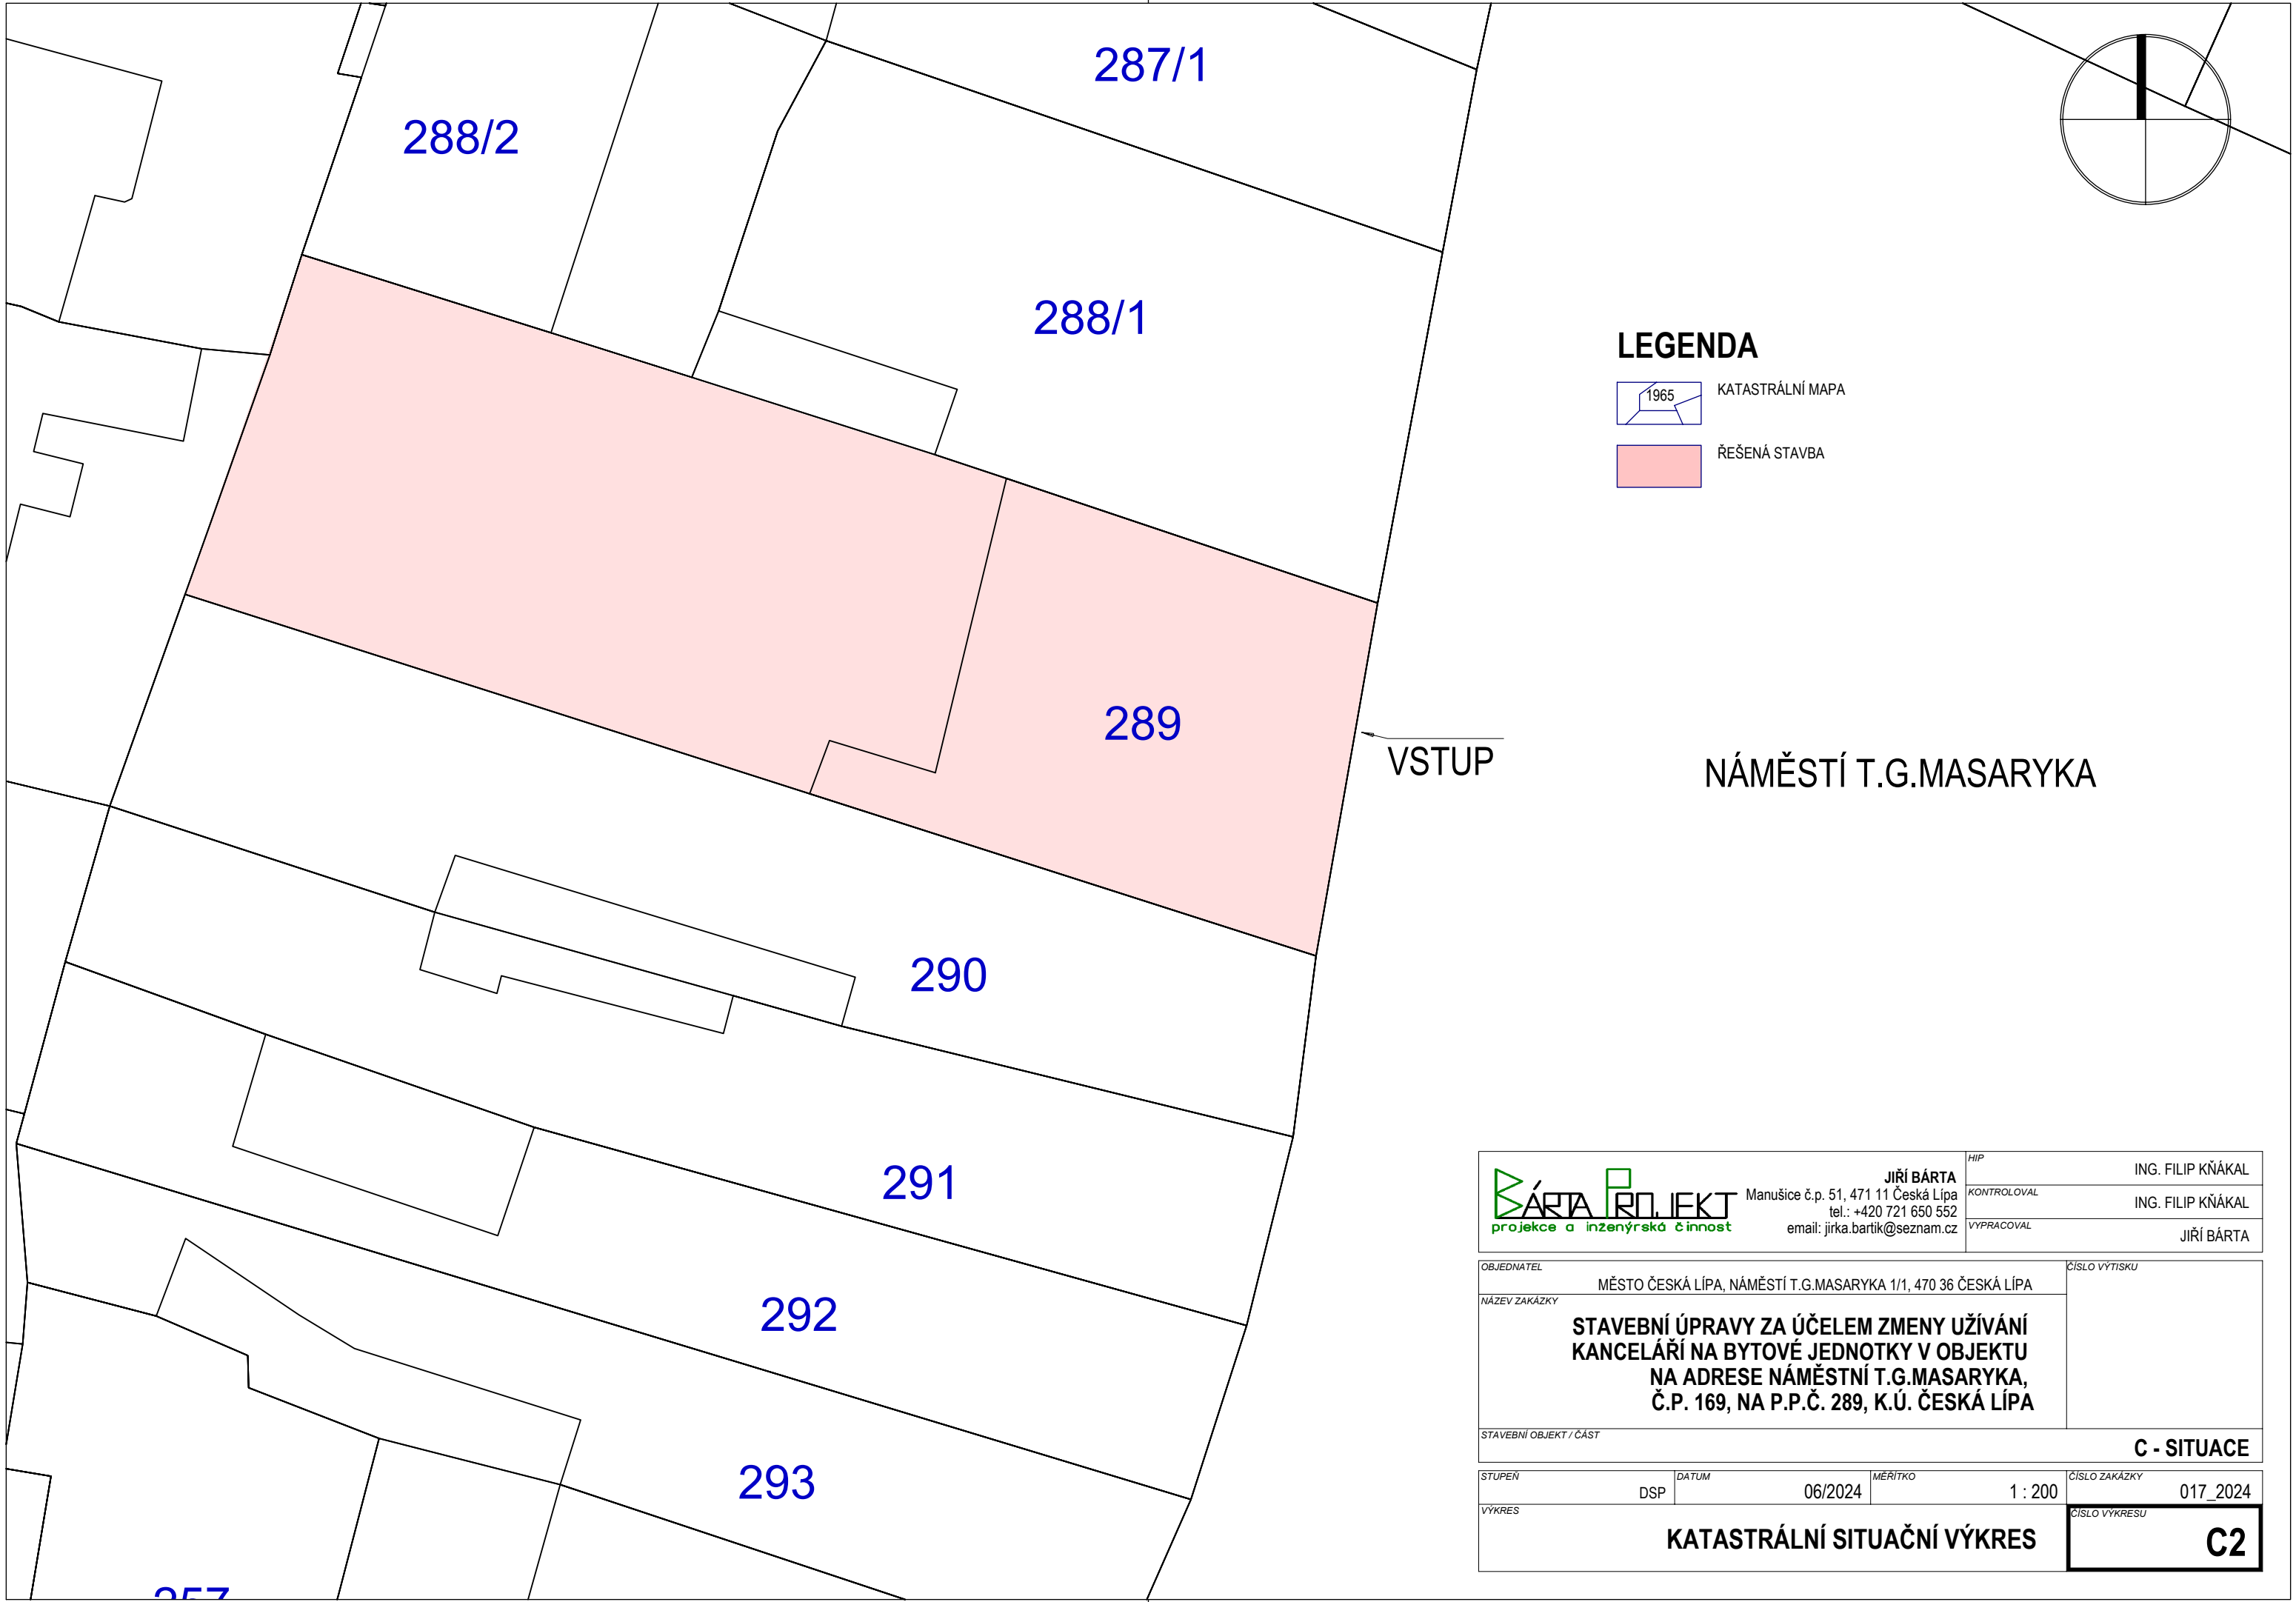 287/1
288/2
288/1
LEGENDA
1965
KATASTRÁLNÍ MAPA
ŘEŠENÁ STAVBA
289
VSTUP
NÁMĚSTÍ T.G.MASARYKA
290
291
292
293
257
BÁRTA PROJEKT
projekce a inženýrská činnost
JIŘÍ BÁRTA
Manušice č.p. 51, 471 11 Česká Lípa
tel.: +420 721 650 552
email: jirka.bartik@seznam.cz
HIP
ING. FILIP KŇÁKAL
KONTROLOVAL
ING. FILIP KŇÁKAL
VYPRACOVAL
JIŘÍ BÁRTA
OBJEDNATEL
MĚSTO ČESKÁ LÍPA, NÁMĚSTÍ T.G.MASARYKA 1/1, 470 36 ČESKÁ LÍPA
ČÍSLO VÝTISKU
NÁZEV ZAKÁZKY
STAVEBNÍ ÚPRAVY ZA ÚČELEM ZMENY UŽÍVÁNÍ
KANCELÁŘÍ NA BYTOVÉ JEDNOTKY V OBJEKTU
NA ADRESE NÁMĚSTNÍ T.G.MASARYKA,
Č.P. 169, NA P.P.Č. 289, K.Ú. ČESKÁ LÍPA
STAVEBNÍ OBJEKT / ČÁST
C - SITUACE
STUPEŇ
DSP
DATUM
06/2024
MĚŘÍTKO
1 : 200
ČÍSLO ZAKÁZKY
017_2024
VÝKRES
KATASTRÁLNÍ SITUAČNÍ VÝKRES
ČÍSLO VÝKRESU
C2